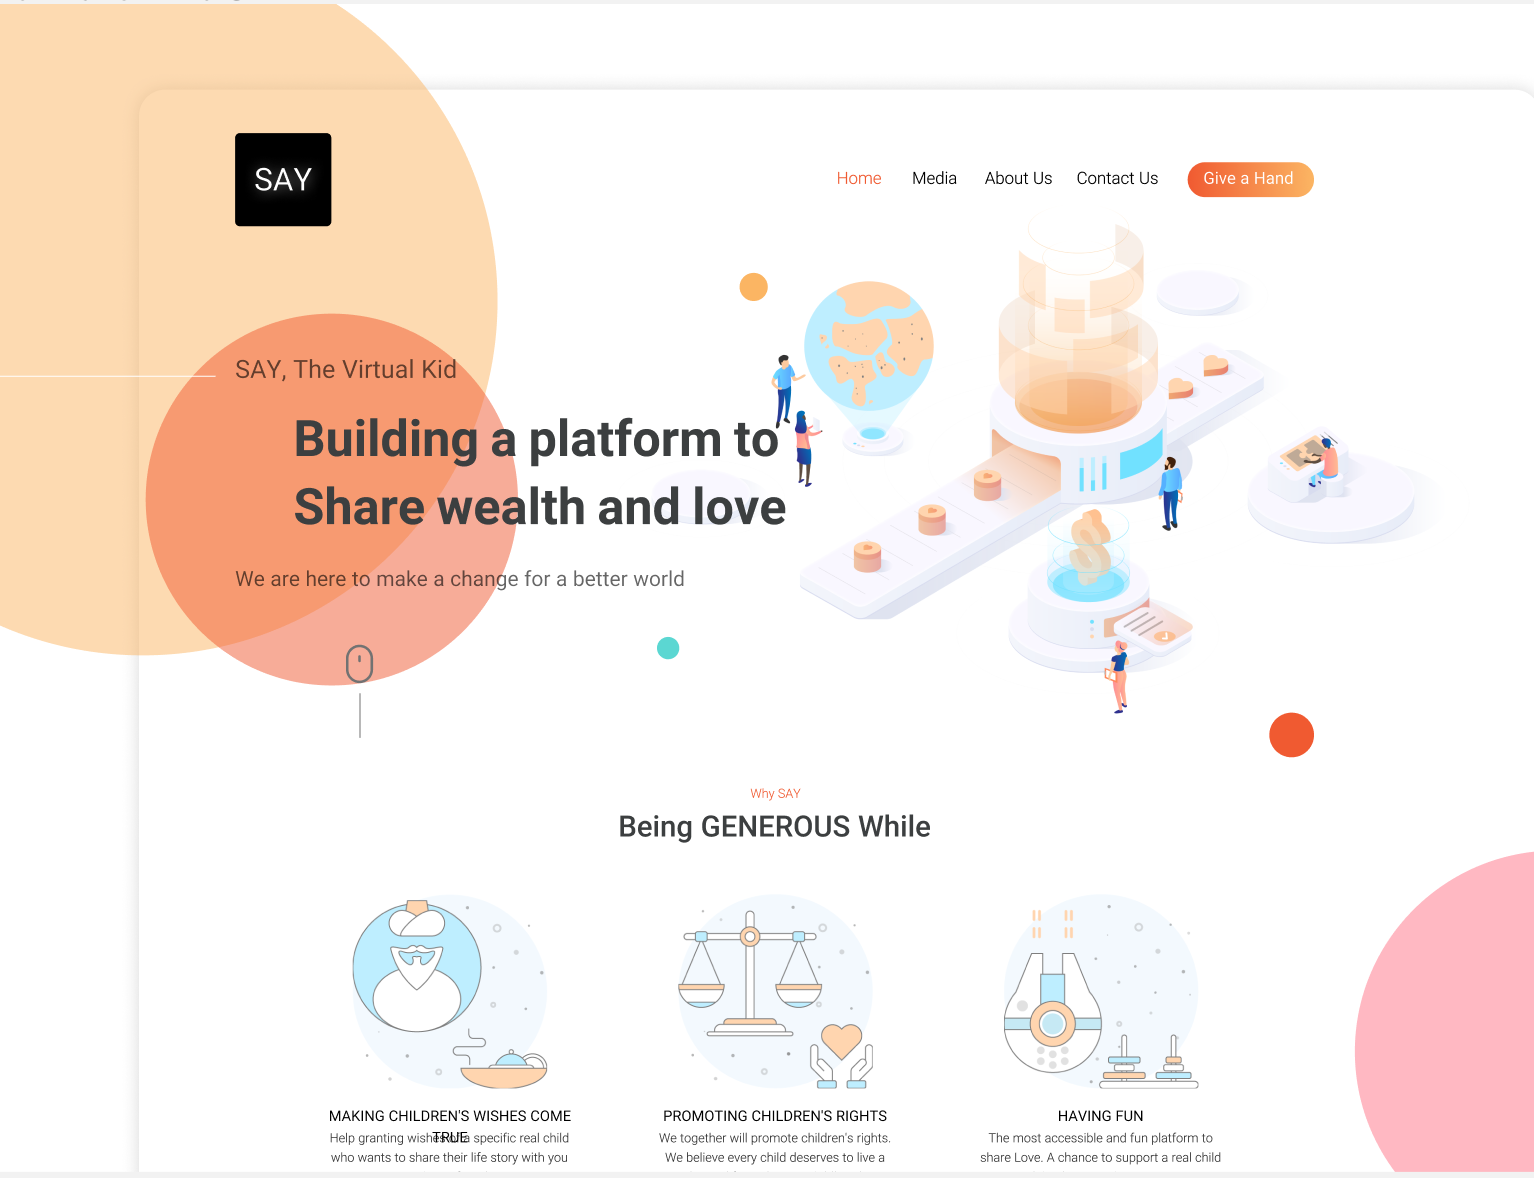 SAY
Home Media About Us Contact Us Give a Hand
SAY, The Virtual Kid
Building a platform to
Share wealth and love
We are here to make a change for a better world
Why SAY
Being GENEROUS While
MAKING CHILDREN'S WISHES COME
TRUE
Help granting wishes a specific real child
who wants to share their life story with you
PROMOTING CHILDREN'S RIGHTS
We together will promote children's rights.
We believe every child deserves to live a
HAVING FUN
The most accessible and fun platform to
share Love. A chance to support a real child